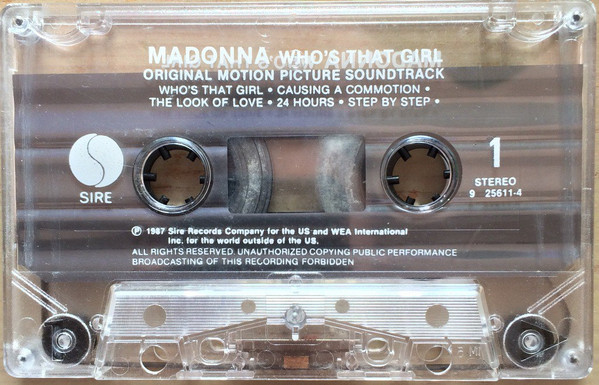 MADONNA WHO'S THAT GIRL
ORIGINAL MOTION PICTURE SOUNDTRACK
WHO'S THAT GIRL • CAUSING A COMMOTION •
THE LOOK OF LOVE • 24 HOURS • STEP BY STEP •
SIRE
1
STEREO
9 25611-4
Ⓟ 1987 Sire Records Company for the US and WEA International
Inc. for the world outside of the US.
ALL RIGHTS RESERVED. UNAUTHORIZED COPYING PUBLIC PERFORMANCE
BROADCASTING OF THIS RECORDING FORBIDDEN